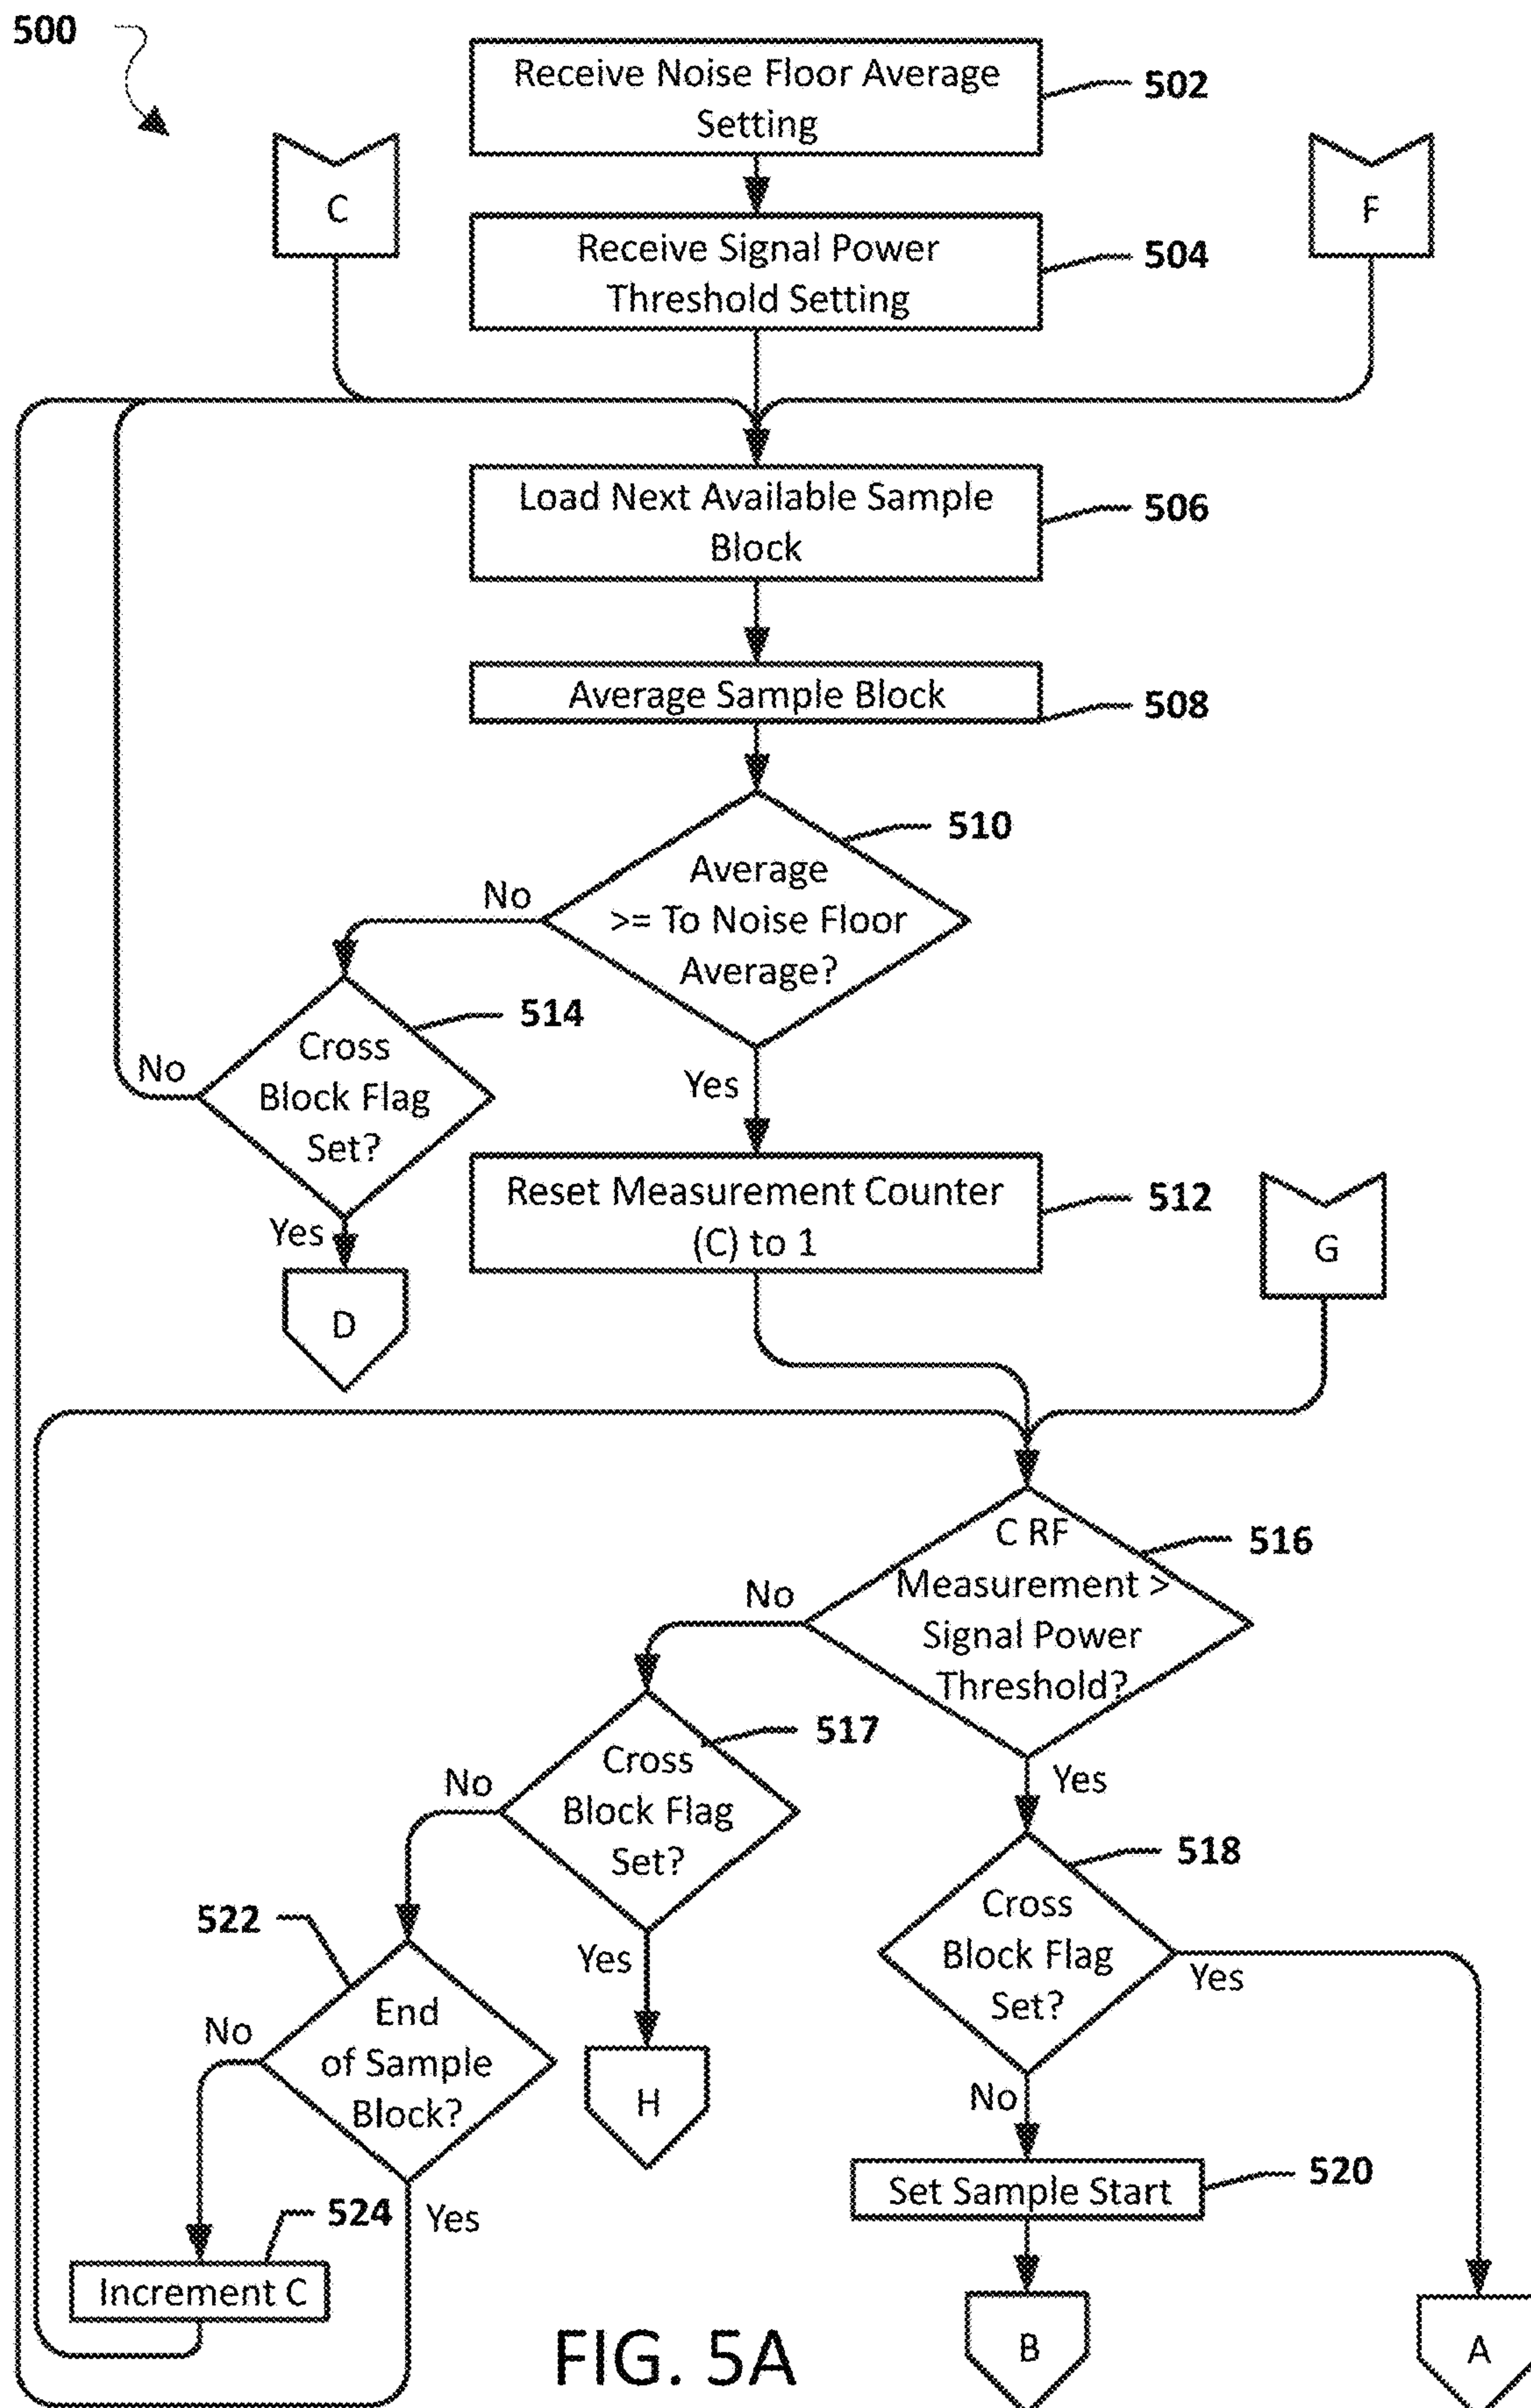 500
Receive Noise Floor Average
Setting
502
C
F
Receive Signal Power
Threshold Setting
504
Load Next Available Sample
Block
506
Average Sample Block
508
510
Average
>= To Noise Floor
Average?
No
514
Cross
Block Flag
Set?
No
Yes
Yes
D
Reset Measurement Counter
(C) to 1
512
G
C RF
Measurement >
Signal Power
Threshold?
516
No
517
Cross
Block Flag
Set?
No
Yes
Yes
518
Cross
Block Flag
Set?
Yes
522
End
of Sample
Block?
No
H
No
Set Sample Start
520
524
Yes
Increment C
B
A
FIG. 5A